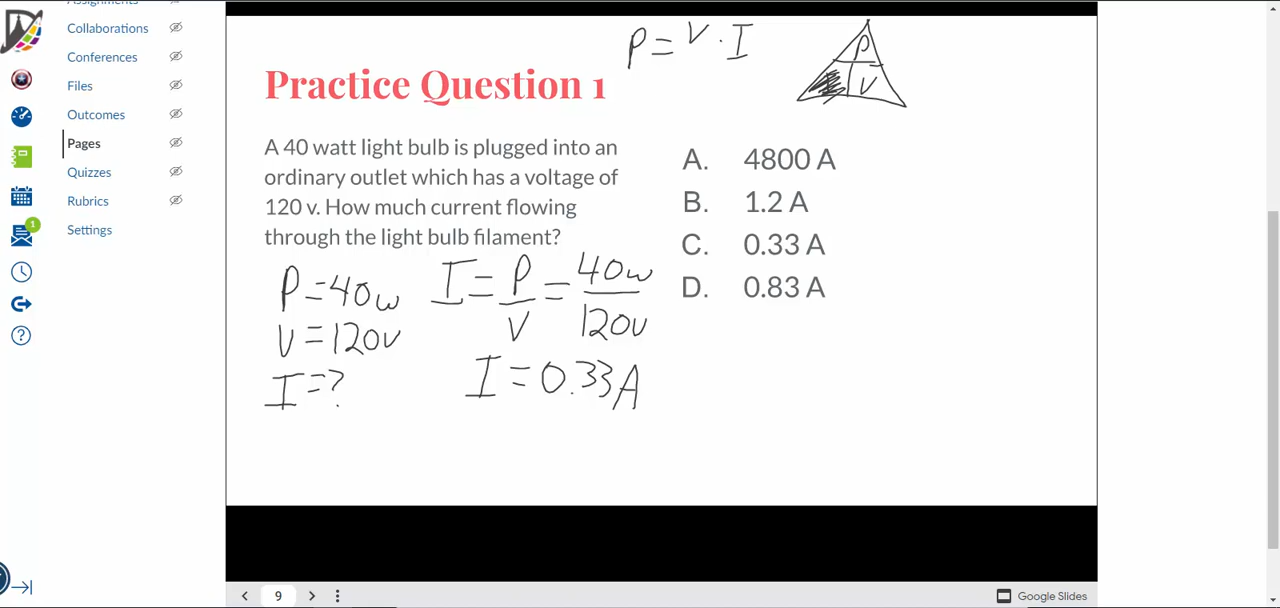 Assignments
Collaborations
Conferences
Files
Outcomes
Pages
Quizzes
Rubrics
Settings
1
P = V · I
P
V
Practice Question 1
A 40 watt light bulb is plugged into an
ordinary outlet which has a voltage of
120 v. How much current flowing
through the light bulb filament?
A. 4800 A
B. 1.2 A
C. 0.33 A
D. 0.83 A
P = 40w
V = 120v
I = ?
I = P/V = 40w/120v
I = 0.33A
9
Google Slides